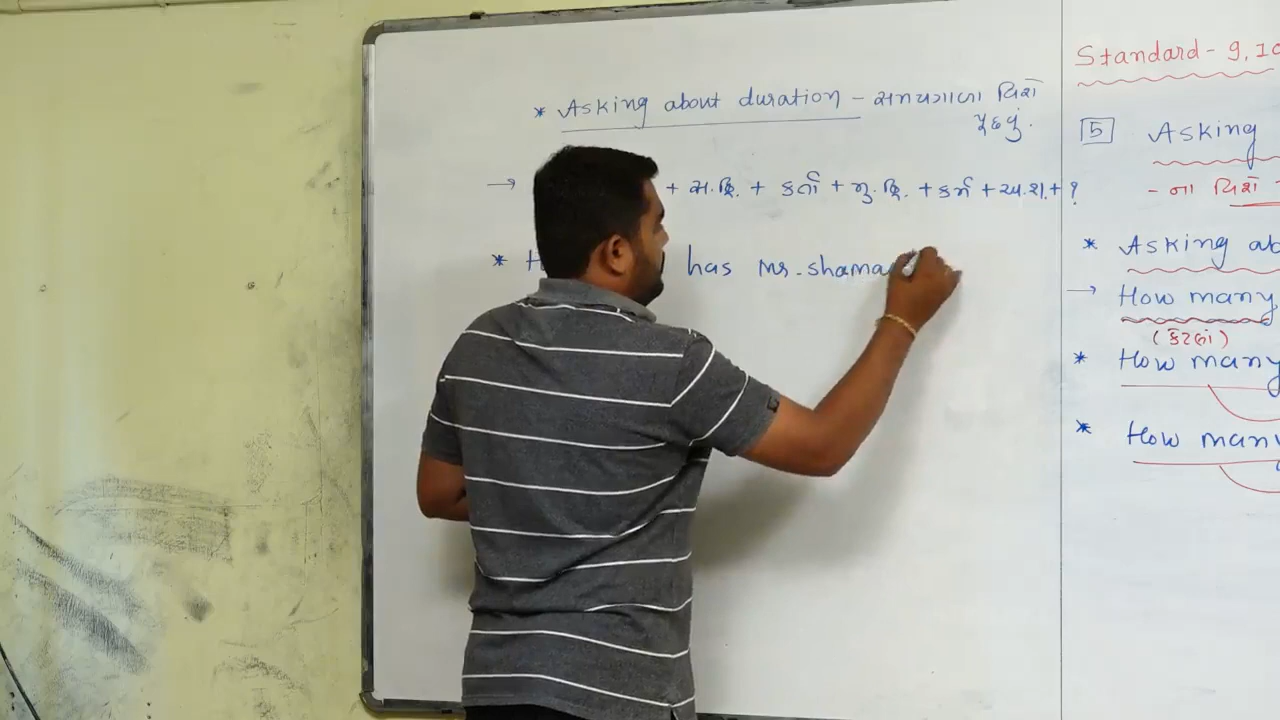 * Asking about duration - સમયગાળા વિશે
પૂછવું.
→ + સ.ક્રિ. + કર્તા + મુ.ક્રિ. + કર્મ + સ્થ.શ. + ?
* H has Mr. shama
Standard - 9, 10
5 Asking
- ના વિશે
* Asking ab
→ How many
(કેટલાં)
* How many
* How many